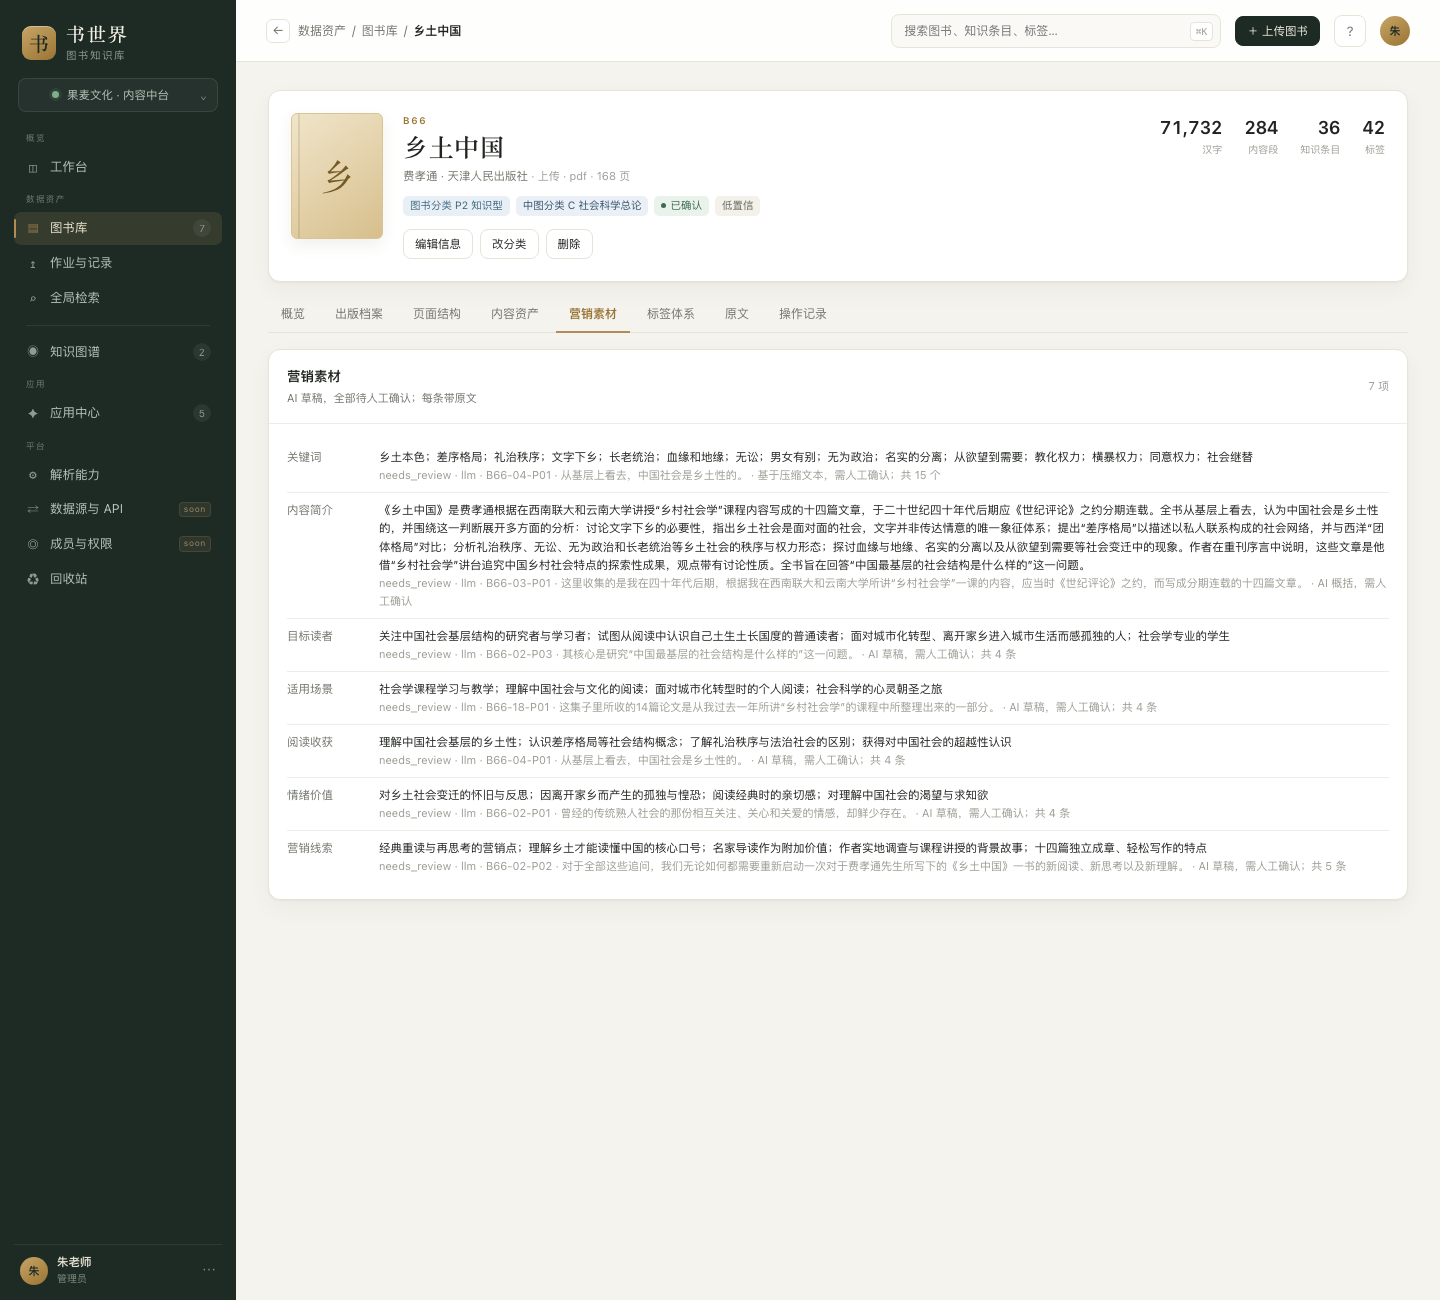 书
书世界
图书知识库
果麦文化 · 内容中台
概览
工作台
数据资产
图书库
7
作业与记录
全局检索
知识图谱
2
应用
应用中心
5
平台
解析能力
数据源与 API
soon
成员与权限
soon
回收站
朱
朱老师
管理员
···
← 数据资产 / 图书库 / 乡土中国
搜索图书、知识条目、标签...
⌘K
+ 上传图书
?
朱
乡
B66
乡土中国
费孝通 · 天津人民出版社 · 上传 · pdf · 168 页
图书分类 P2 知识型
中图分类 C 社会科学总论
已确认
低置信
编辑信息
改分类
删除
71,732
汉字
284
内容段
36
知识条目
42
标签
概览
出版档案
页面结构
内容资产
营销素材
标签体系
原文
操作记录
营销素材
AI 草稿，全部待人工确认；每条带原文
7 项
关键词
乡土本色；差序格局；礼治秩序；文字下乡；长老统治；血缘和地缘；无讼；男女有别；无为政治；名实的分离；从欲望到需要；教化权力；横暴权力；同意权力；社会继替
needs_review · llm · B66-04-P01 · 从基层上看去，中国社会是乡土性的。 · 基于压缩文本，需人工确认；共 15 个
内容简介
《乡土中国》是费孝通根据在西南联大和云南大学讲授“乡村社会学”课程内容写成的十四篇文章，于二十世纪四十年代后期应《世纪评论》之约分期连载。全书从基层上看去，认为中国社会是乡土性
的，并围绕这一判断展开多方面的分析：讨论文字下乡的必要性，指出乡土社会是面对面的社会，文字并非传达情意的唯一象征体系；提出“差序格局”以描述以私人联系构成的社会网络，并与西洋“团
体格局”对比；分析礼治秩序、无讼、无为政治和长老统治等乡土社会的秩序与权力形态；探讨血缘与地缘、名实的分离以及从欲望到需要等社会变迁中的现象。作者在重刊序言中说明，这些文章是他
借“乡村社会学”讲台追究中国乡村社会特点的探索性成果，观点带有讨论性质。全书旨在回答“中国最基层的社会结构是什么样的”这一问题。
needs_review · llm · B66-03-P01 · 这里收集的是我在四十年代后期，根据我在西南联大和云南大学所讲“乡村社会学”一课的内容，应当时《世纪评论》之约，而写成分期连载的十四篇文章。 · AI 概括，需人
工确认
目标读者
关注中国社会基层结构的研究者与学习者；试图从阅读中认识自己土生土长国度的普通读者；面对城市化转型、离开家乡进入城市生活而感孤独的人；社会学专业的学生
needs_review · llm · B66-02-P03 · 其核心是研究“中国最基层的社会结构是什么样的”这一问题。 · AI 草稿，需人工确认；共 4 条
适用场景
社会学课程学习与教学；理解中国社会与文化的阅读；面对城市化转型时的个人阅读；社会科学的心灵朝圣之旅
needs_review · llm · B66-18-P01 · 这集子里所收的14篇论文是从我过去一年所讲“乡村社会学”的课程中所整理出来的一部分。 · AI 草稿，需人工确认；共 4 条
阅读收获
理解中国社会基层的乡土性；认识差序格局等社会结构概念；了解礼治秩序与法治社会的区别；获得对中国社会的超越性认识
needs_review · llm · B66-04-P01 · 从基层上看去，中国社会是乡土性的。 · AI 草稿，需人工确认；共 4 条
情绪价值
对乡土社会变迁的怀旧与反思；因离开家乡而产生的孤独与惶恐；阅读经典时的亲切感；对理解中国社会的渴望与求知欲
needs_review · llm · B66-02-P01 · 曾经的传统熟人社会的那份相互关注、关心和关爱的情感，却鲜少存在。 · AI 草稿，需人工确认；共 4 条
营销线索
经典重读与再思考的营销点；理解乡土才能读懂中国的核心口号；名家导读作为附加价值；作者实地调查与课程讲授的背景故事；十四篇独立成章、轻松写作的特点
needs_review · llm · B66-02-P02 · 对于全部这些追问，我们无论如何都需要重新启动一次对于费孝通先生所写下的《乡土中国》一书的新阅读、新思考以及新理解。 · AI 草稿，需人工确认；共 5 条